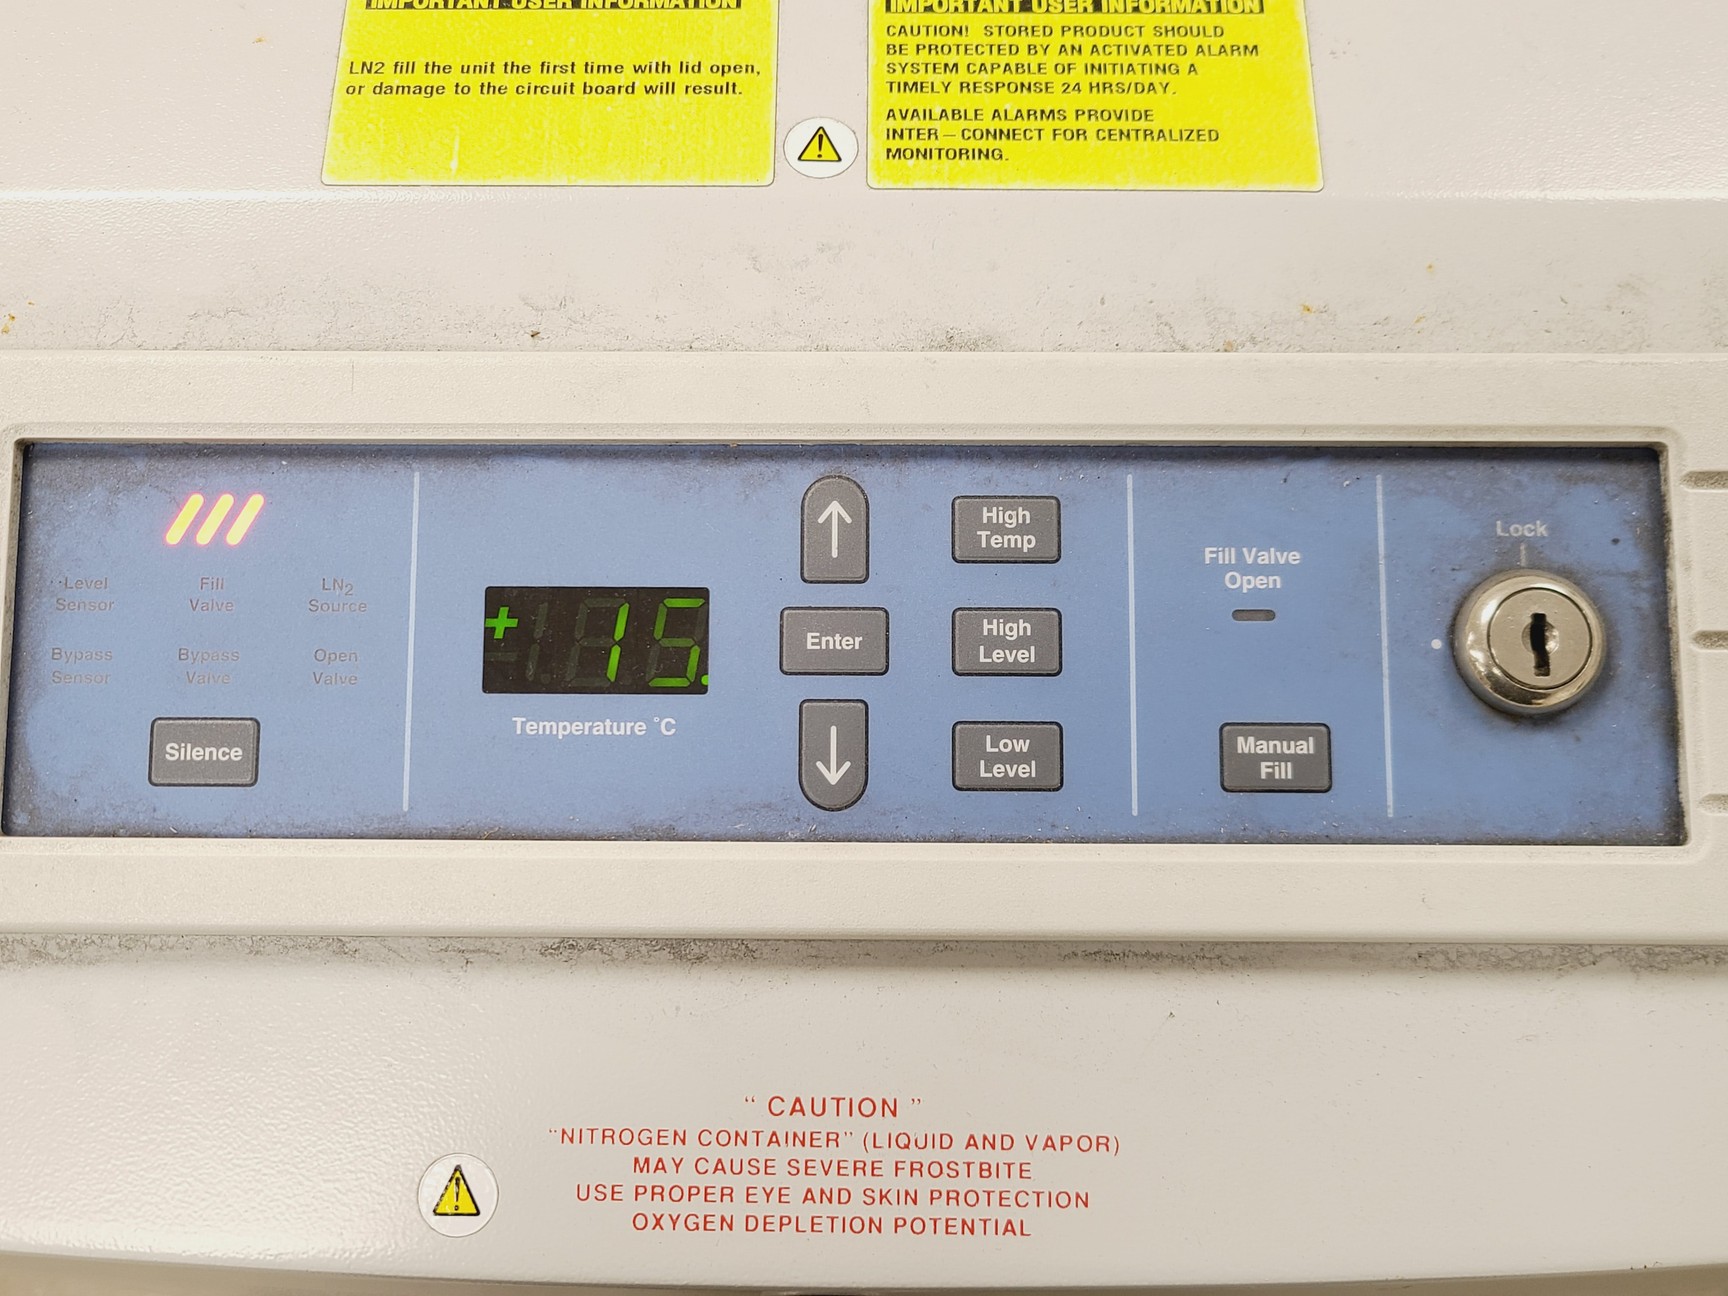 IMPORTANT USER INFORMATION
LN2 fill the unit the first time with lid open,
or damage to the circuit board will result.
IMPORTANT USER INFORMATION
CAUTION! STORED PRODUCT SHOULD
BE PROTECTED BY AN ACTIVATED ALARM
SYSTEM CAPABLE OF INITIATING A
TIMELY RESPONSE 24 HRS/DAY.
AVAILABLE ALARMS PROVIDE
INTER – CONNECT FOR CENTRALIZED
MONITORING.
Level
Sensor
Fill
Valve
LN2
Source
Bypass
Sensor
Bypass
Valve
Open
Valve
Silence
+ 15.
Temperature °C
Enter
High
Temp
High
Level
Low
Level
Fill Valve
Open
Manual
Fill
Lock
“ CAUTION ”
“NITROGEN CONTAINER” (LIQUID AND VAPOR)
MAY CAUSE SEVERE FROSTBITE
USE PROPER EYE AND SKIN PROTECTION
OXYGEN DEPLETION POTENTIAL